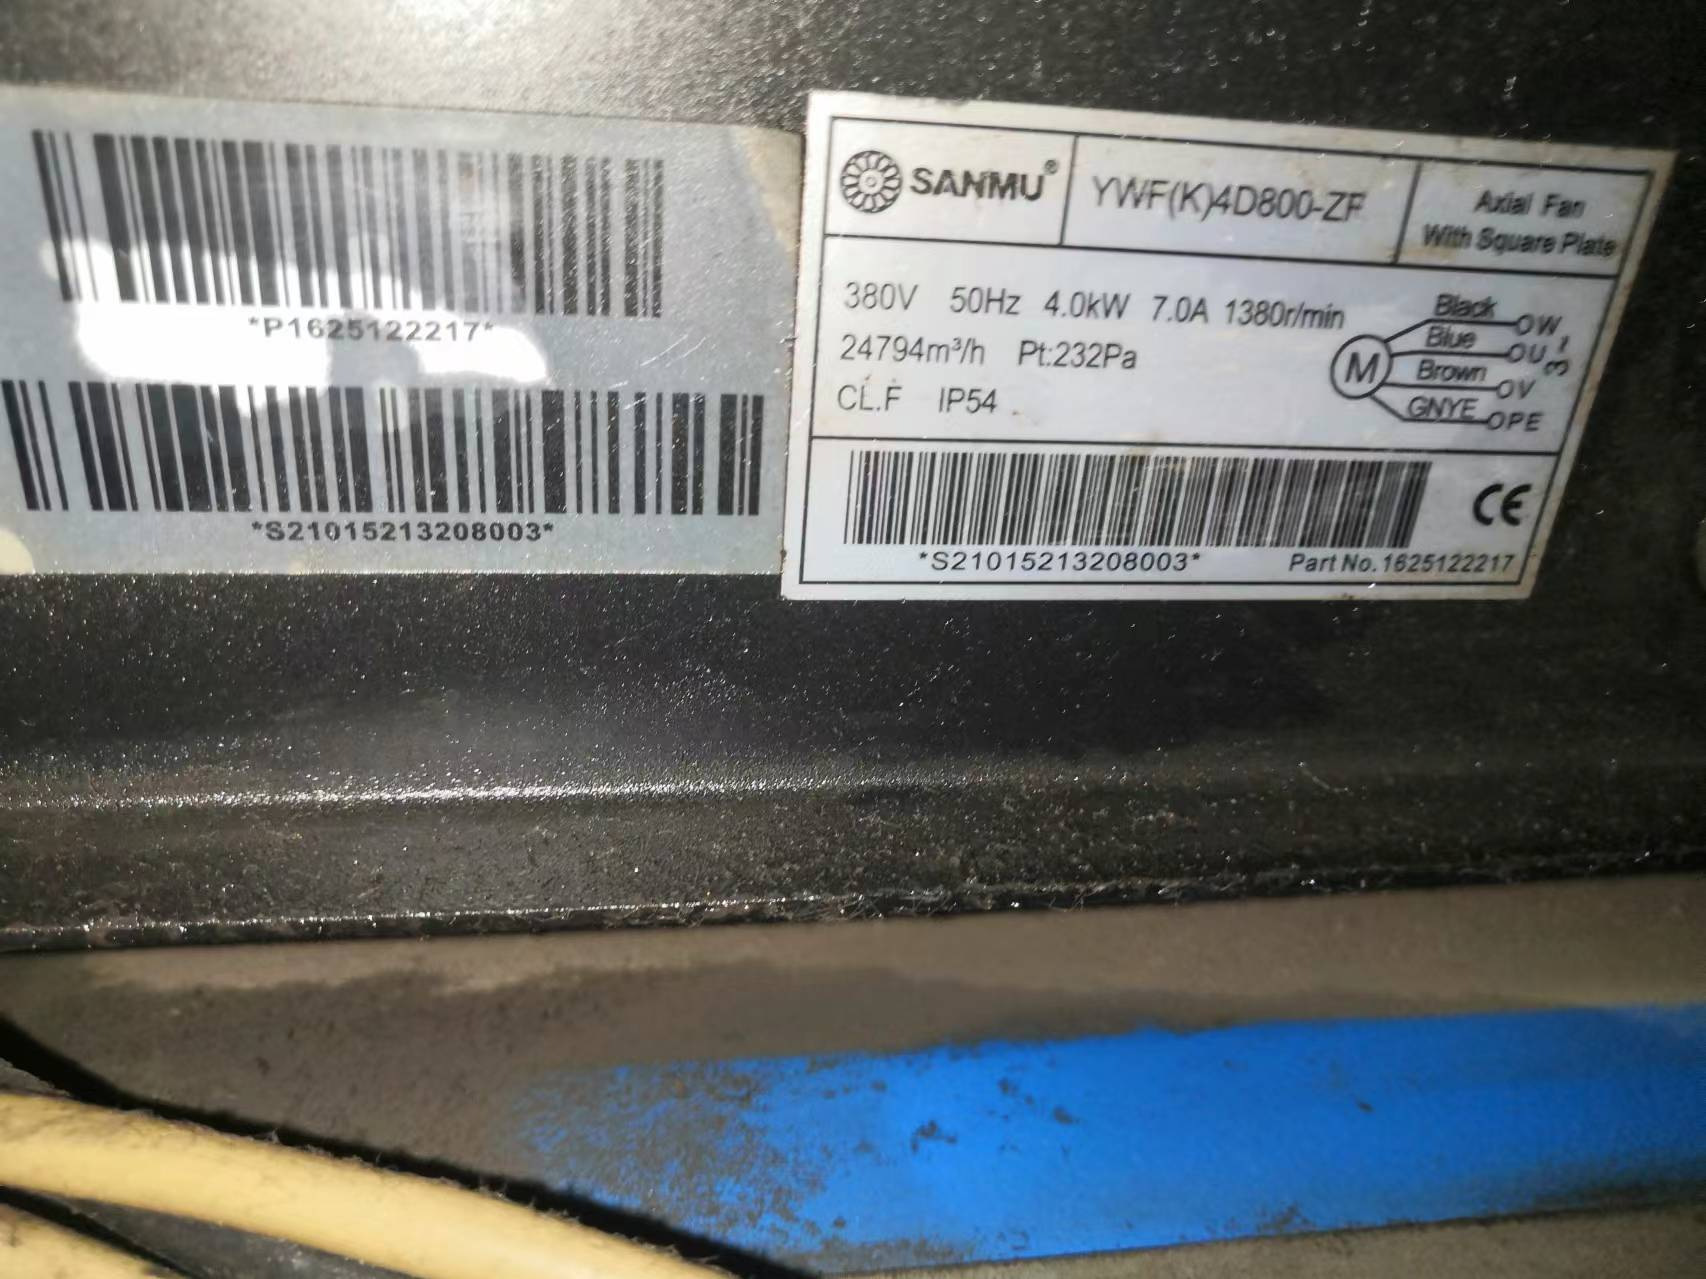 *P1625122217*
*S21015213208003*
SANMU®
YWF(K)4D800-ZF
Axial Fan
With Square Plate
380V 50Hz 4.0kW 7.0A 1380r/min
24794m³/h Pt:232Pa
CL.F IP54
M
Black OW
Blue OU
Brown OV
GNYE OPE
3~
CE
*S21015213208003*
Part No. 1625122217